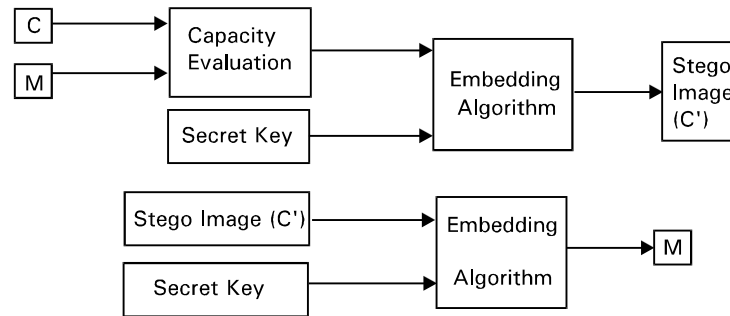 C
M
Capacity
Evaluation
Secret Key
Embedding
Algorithm
Stego
Image
(C')
Stego Image (C')
Secret Key
Embedding
Algorithm
M